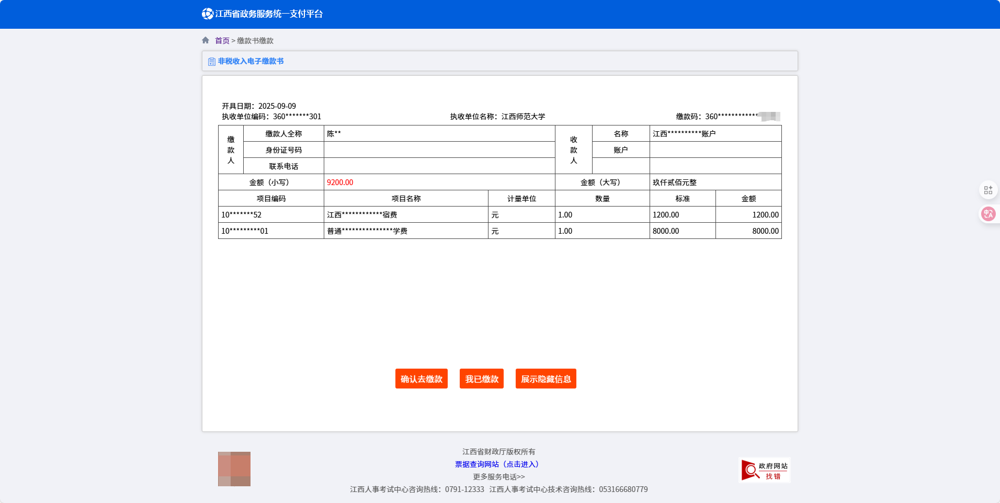 江西省政务服务统一支付平台
首页 > 缴款书缴款
非税收入电子缴款书
开具日期：2025-09-09
执收单位编码：360*******301 执收单位名称：江西师范大学 缴款码：360************
缴款人 缴款人全称 陈** 收款人 名称 江西**********账户
身份证号码 账户
联系电话
金额（小写） 9200.00 金额（大写） 玖仟贰佰元整
项目编码 项目名称 计量单位 数量 标准 金额
10*******52 江西************宿费 元 1.00 1200.00 1200.00
10*********01 普通***************学费 元 1.00 8000.00 8000.00
确认去缴款 我已缴款 展示隐藏信息
江西省财政厅版权所有
票据查询网站（点击进入）
更多服务电话>>
江西人事考试中心咨询热线：0791-12333 江西人事考试中心技术咨询热线：053166680779
政府网站
找错
中A